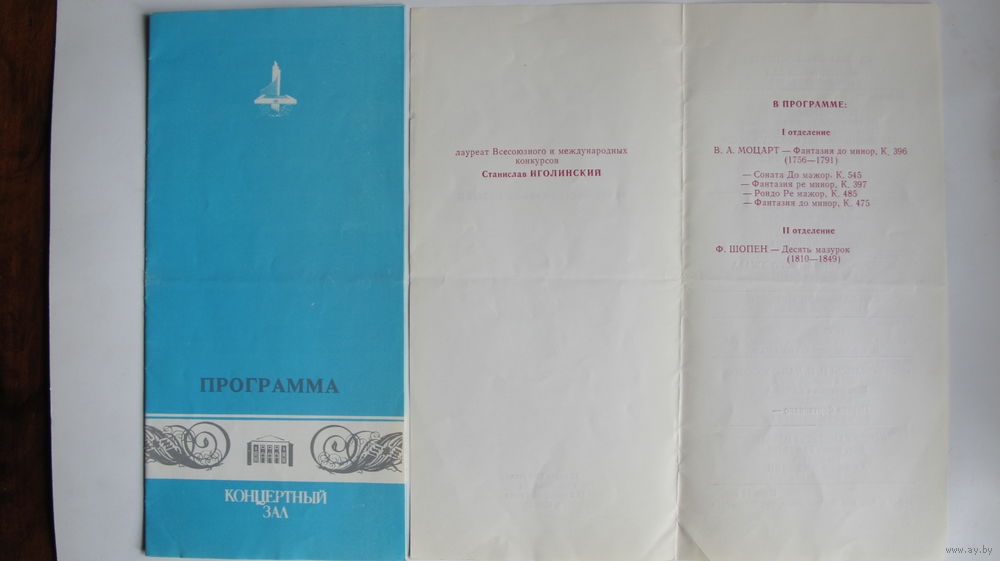 ПРОГРАММА
КОНЦЕРТНЫЙ
ЗАЛ
лауреат Всесоюзного и международных
конкурсов
Станислав ИГОЛИНСКИЙ
В ПРОГРАММЕ:
I отделение
В. А. МОЦАРТ — Фантазия до минор, К. 396
(1756—1791)
— Соната До мажор, К. 545
— Фантазия ре минор, К. 397
— Рондо Ре мажор, К. 485
— Фантазия до минор, К. 475
II отделение
Ф. ШОПЕН — Десять мазурок
(1810—1849)
www.ay.by